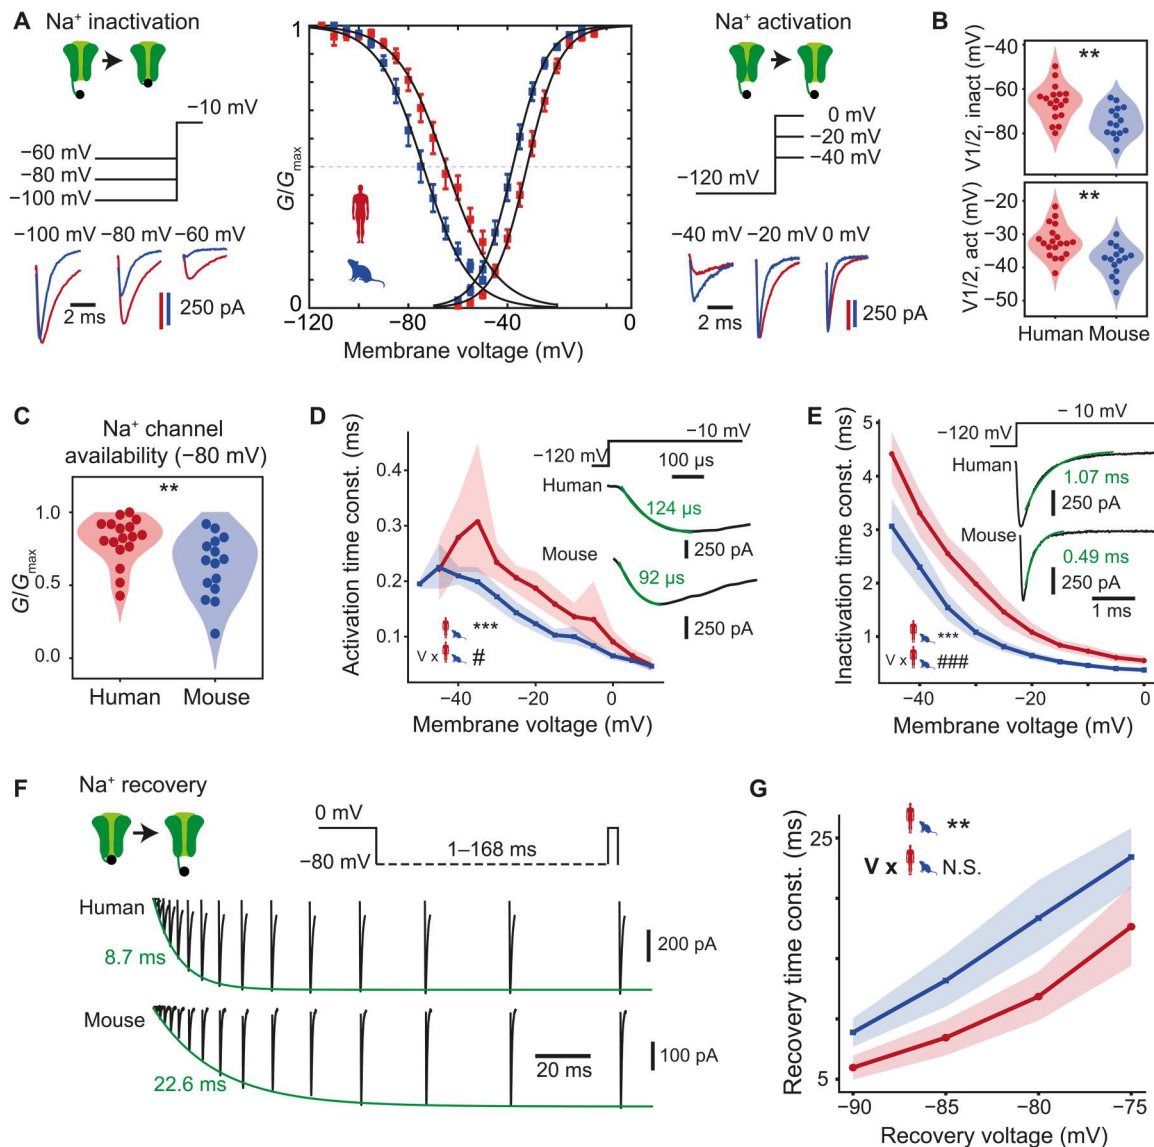 A
Na⁺ inactivation
−10 mV
−60 mV
−80 mV
−100 mV
−100 mV −80 mV −60 mV
2 ms
250 pA
1
G/Gmax
0
−120 −80 −40 0
Membrane voltage (mV)
Na⁺ activation
0 mV
−20 mV
−40 mV
−120 mV
−40 mV −20 mV 0 mV
2 ms
250 pA
B
V1/2, inact (mV)
−40
−60
−80
V1/2, act (mV)
−20
−30
−40
−50
**
**
Human Mouse
C
Na⁺ channel
availability (−80 mV)
**
G/Gmax
1.0
0.5
0.0
Human Mouse
D
Activation time const. (ms)
0.4
0.3
0.2
0.1
−10 mV
−120 mV
100 µs
Human
124 µs
250 pA
Mouse
92 µs
250 pA
***
V x #
−40 −20 0
Membrane voltage (mV)
E
Inactivation time const. (ms)
5
4
3
2
1
− 10 mV
−120 mV
Human
1.07 ms
250 pA
Mouse
0.49 ms
250 pA
1 ms
***
V x ###
−40 −20 0
Membrane voltage (mV)
F
Na⁺ recovery
0 mV
−80 mV
1–168 ms
Human
8.7 ms
200 pA
Mouse
22.6 ms
20 ms
100 pA
G
Recovery time const. (ms)
25
5
**
V x N.S.
−90 −85 −80 −75
Recovery voltage (mV)